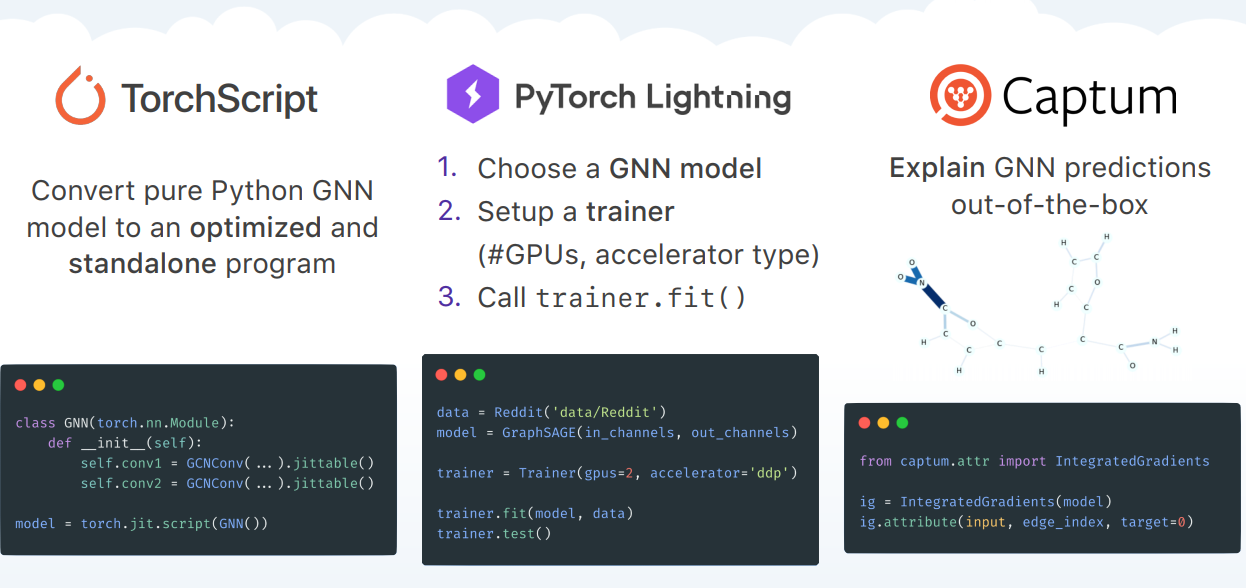 TorchScript
Convert pure Python GNN
model to an optimized and
standalone program
class GNN(torch.nn.Module):
    def __init__(self):
        self.conv1 = GCNConv(...).jittable()
        self.conv2 = GCNConv(...).jittable()
model = torch.jit.script(GNN())
PyTorch Lightning
1. Choose a GNN model
2. Setup a trainer
(#GPUs, accelerator type)
3. Call trainer.fit()
data = Reddit('data/Reddit')
model = GraphSAGE(in_channels, out_channels)
trainer = Trainer(gpus=2, accelerator='ddp')
trainer.fit(model, data)
trainer.test()
Captum
Explain GNN predictions
out-of-the-box
H H
O C C
O N C O
H
C C
O
H C C C C N H
C C H
H H O
from captum.attr import IntegratedGradients
ig = IntegratedGradients(model)
ig.attribute(input, edge_index, target=0)